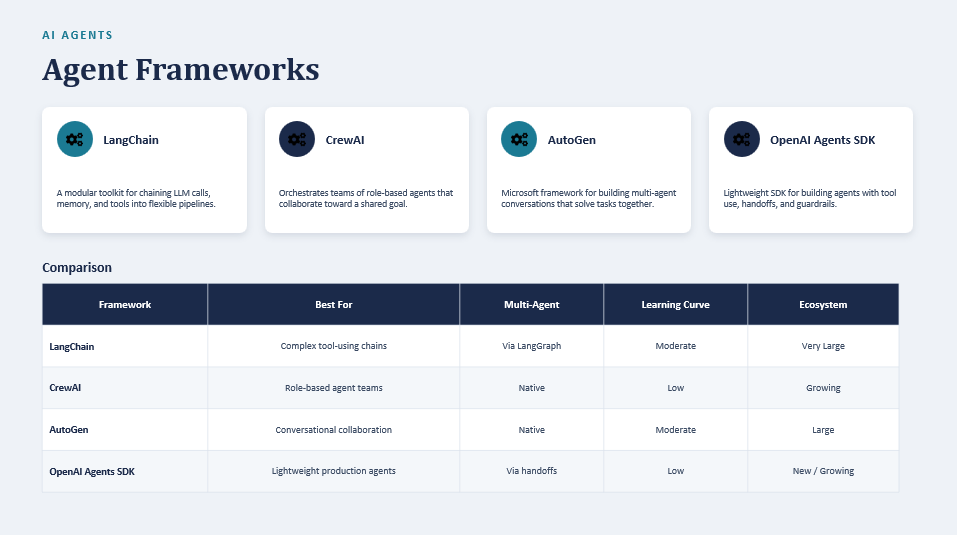 AI AGENTS
Agent Frameworks
LangChain
A modular toolkit for chaining LLM calls,
memory, and tools into flexible pipelines.
CrewAI
Orchestrates teams of role-based agents that
collaborate toward a shared goal.
AutoGen
Microsoft framework for building multi-agent
conversations that solve tasks together.
OpenAI Agents SDK
Lightweight SDK for building agents with tool
use, handoffs, and guardrails.
Comparison
Framework Best For Multi-Agent Learning Curve Ecosystem
LangChain Complex tool-using chains Via LangGraph Moderate Very Large
CrewAI Role-based agent teams Native Low Growing
AutoGen Conversational collaboration Native Moderate Large
OpenAI Agents SDK Lightweight production agents Via handoffs Low New / Growing